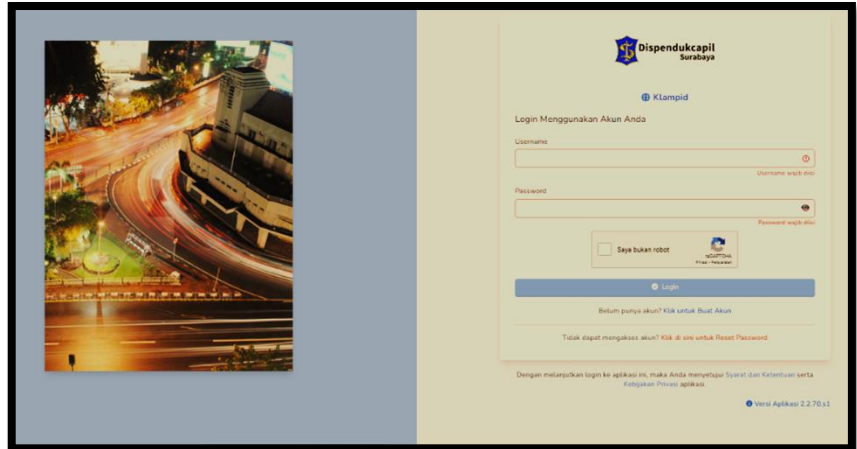 Dispendukcapil
Surabaya
Klampid
Login Menggunakan Akun Anda
Username
Username wajib diisi
Password
Password wajib diisi
Saya bukan robot
reCAPTCHA
Privasi - Persyaratan
Login
Belum punya akun? Klik untuk Buat Akun
Tidak dapat mengakses akun? Klik di sini untuk Reset Password
Dengan melanjutkan login ke aplikasi ini, maka Anda menyetujui Syarat dan Ketentuan serta
Kebijakan Privasi aplikasi
Versi Aplikasi 2.2.70.s1